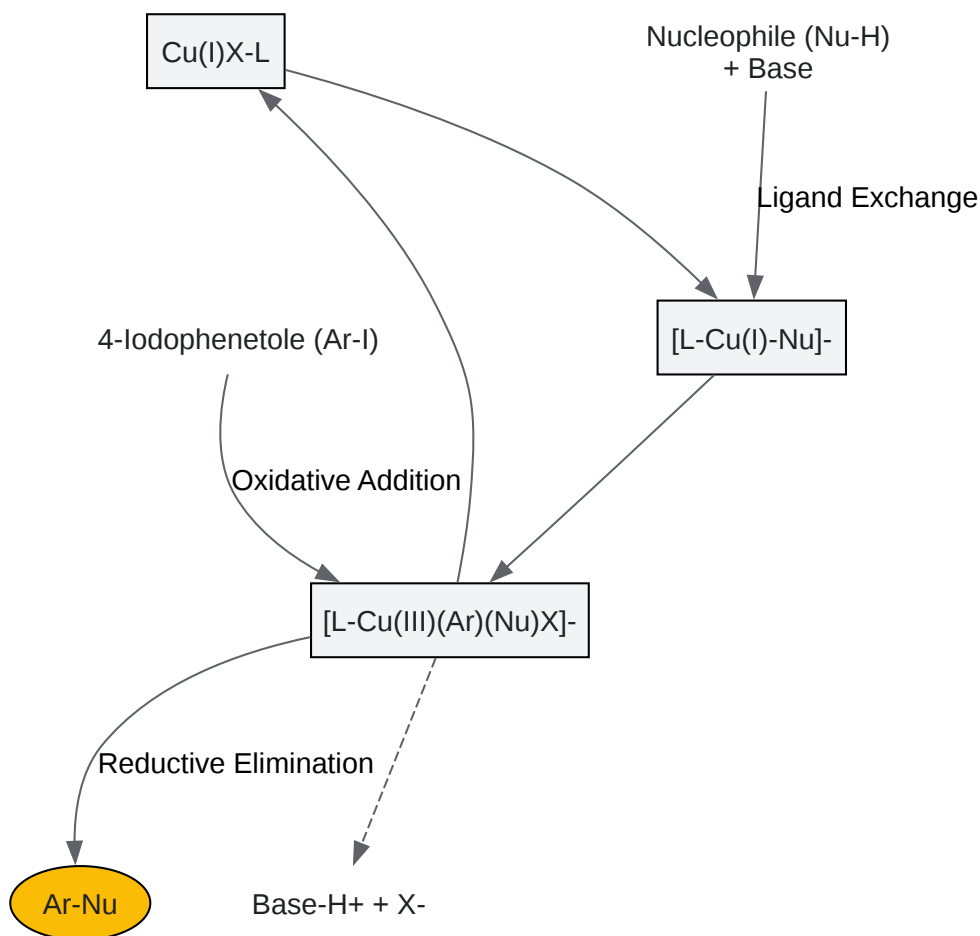 Cu(I)X-L
Nucleophile (Nu-H)
+ Base
Ligand Exchange
4-Iodophenetole (Ar-I)
[L-Cu(I)-Nu]-
Oxidative Addition
[L-Cu(III)(Ar)(Nu)X]-
Reductive Elimination
Ar-Nu
Base-H+ + X-